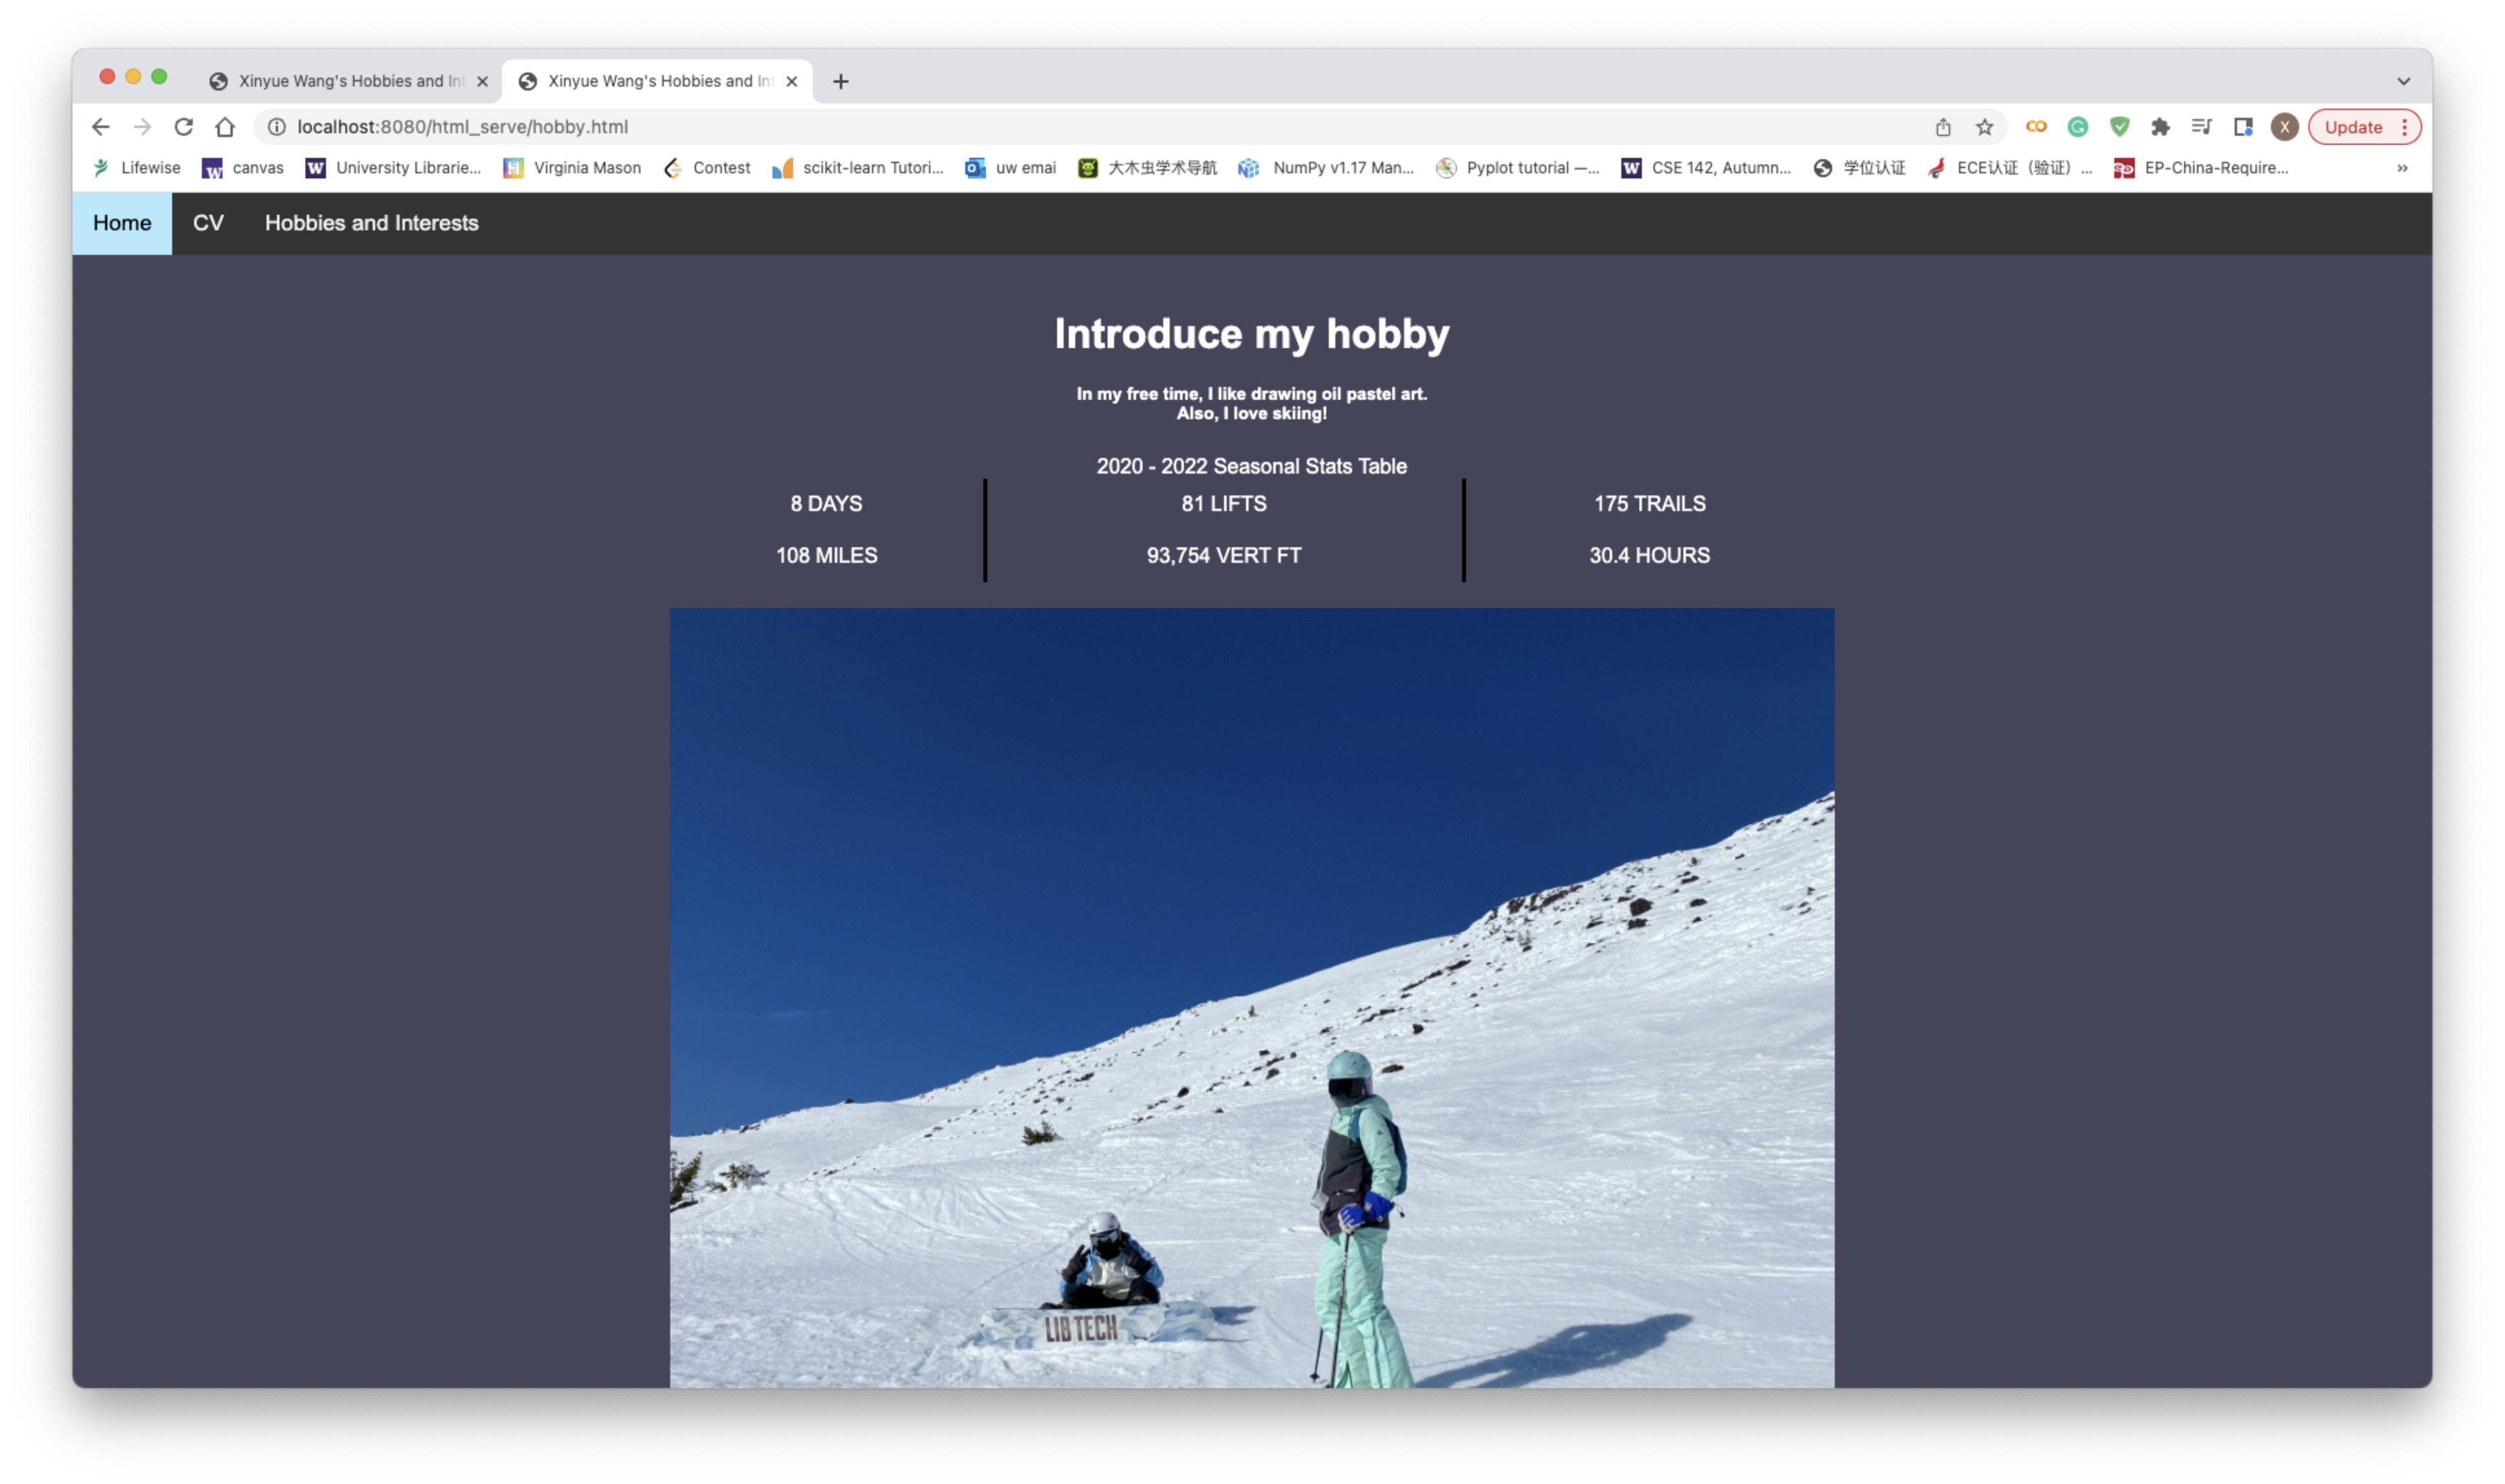 Xinyue Wang's Hobbies and Int
Xinyue Wang's Hobbies and Int
localhost:8080/html_serve/hobby.html
X
Update
Lifewise
canvas
University Librarie...
Virginia Mason
Contest
scikit-learn Tutori...
uw emai
大木虫学术导航
NumPy v1.17 Man...
Pyplot tutorial —...
CSE 142, Autumn...
学位认证
ECE认证（验证）...
EP-China-Require...
Home CV Hobbies and Interests
Introduce my hobby
In my free time, I like drawing oil pastel art.
Also, I love skiing!
2020 - 2022 Seasonal Stats Table
8 DAYS 81 LIFTS 175 TRAILS
108 MILES 93,754 VERT FT 30.4 HOURS
LIB TECH